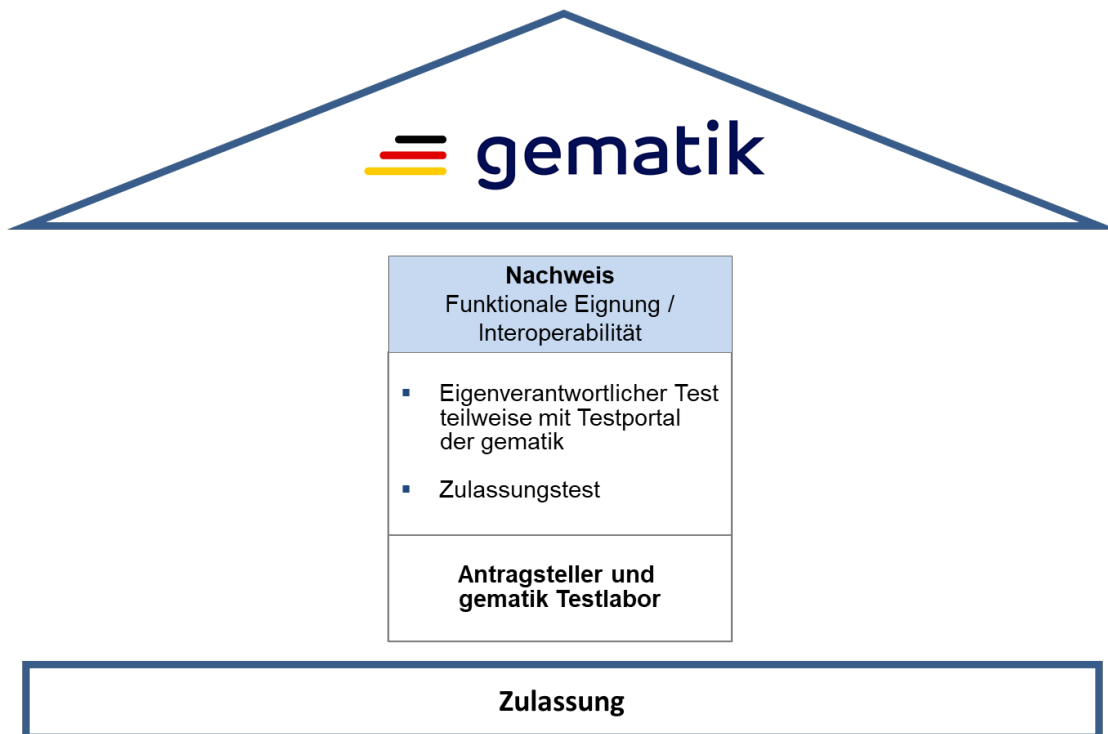 gematik
Nachweis
Funktionale Eignung /
Interoperabilität
▪ Eigenverantwortlicher Test
teilweise mit Testportal
der gematik
▪ Zulassungstest
Antragsteller und
gematik Testlabor
Zulassung